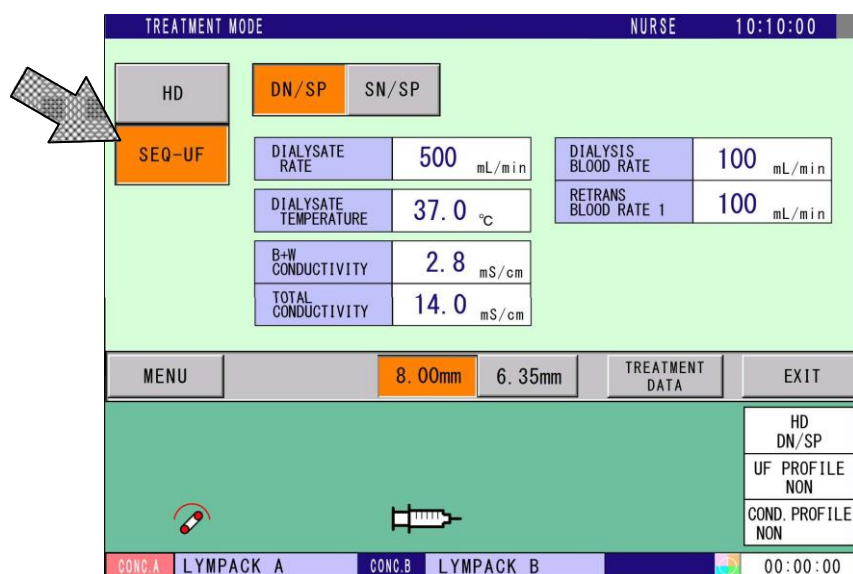 TREATMENT MODE NURSE 10:10:00
HD DN/SP SN/SP
SEQ-UF
DIALYSATE RATE 500 mL/min
DIALYSIS BLOOD RATE 100 mL/min
DIALYSATE TEMPERATURE 37.0 ℃
RETRANS BLOOD RATE 1 100 mL/min
B+W CONDUCTIVITY 2.8 mS/cm
TOTAL CONDUCTIVITY 14.0 mS/cm
MENU 8.00mm 6.35mm TREATMENT DATA EXIT
HD
DN/SP
UF PROFILE
NON
COND.PROFILE
NON
CONC.A LYMPACK A CONC.B LYMPACK B 00:00:00